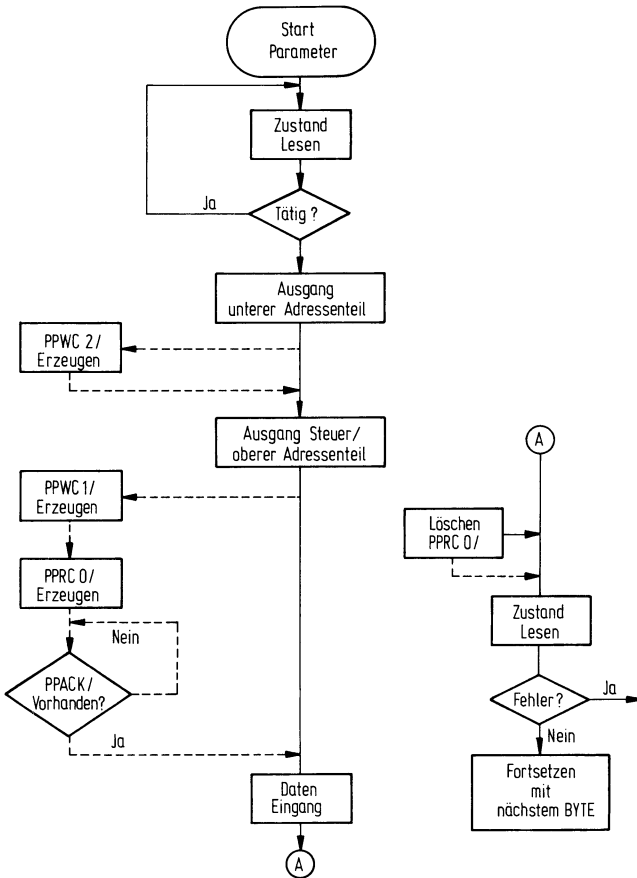 Start
Parameter
Zustand
Lesen
Ja
Tätig ?
Ausgang
unterer Adressenteil
PPWC 2/
Erzeugen
Ausgang Steuer/
oberer Adressenteil
PPWC 1/
Erzeugen
PPRC 0/
Erzeugen
Nein
PPACK/
Vorhanden?
Ja
Daten
Eingang
A
A
Löschen
PPRC 0/
Zustand
Lesen
Fehler ?
Ja
Nein
Fortsetzen
mit
nächstem BYTE